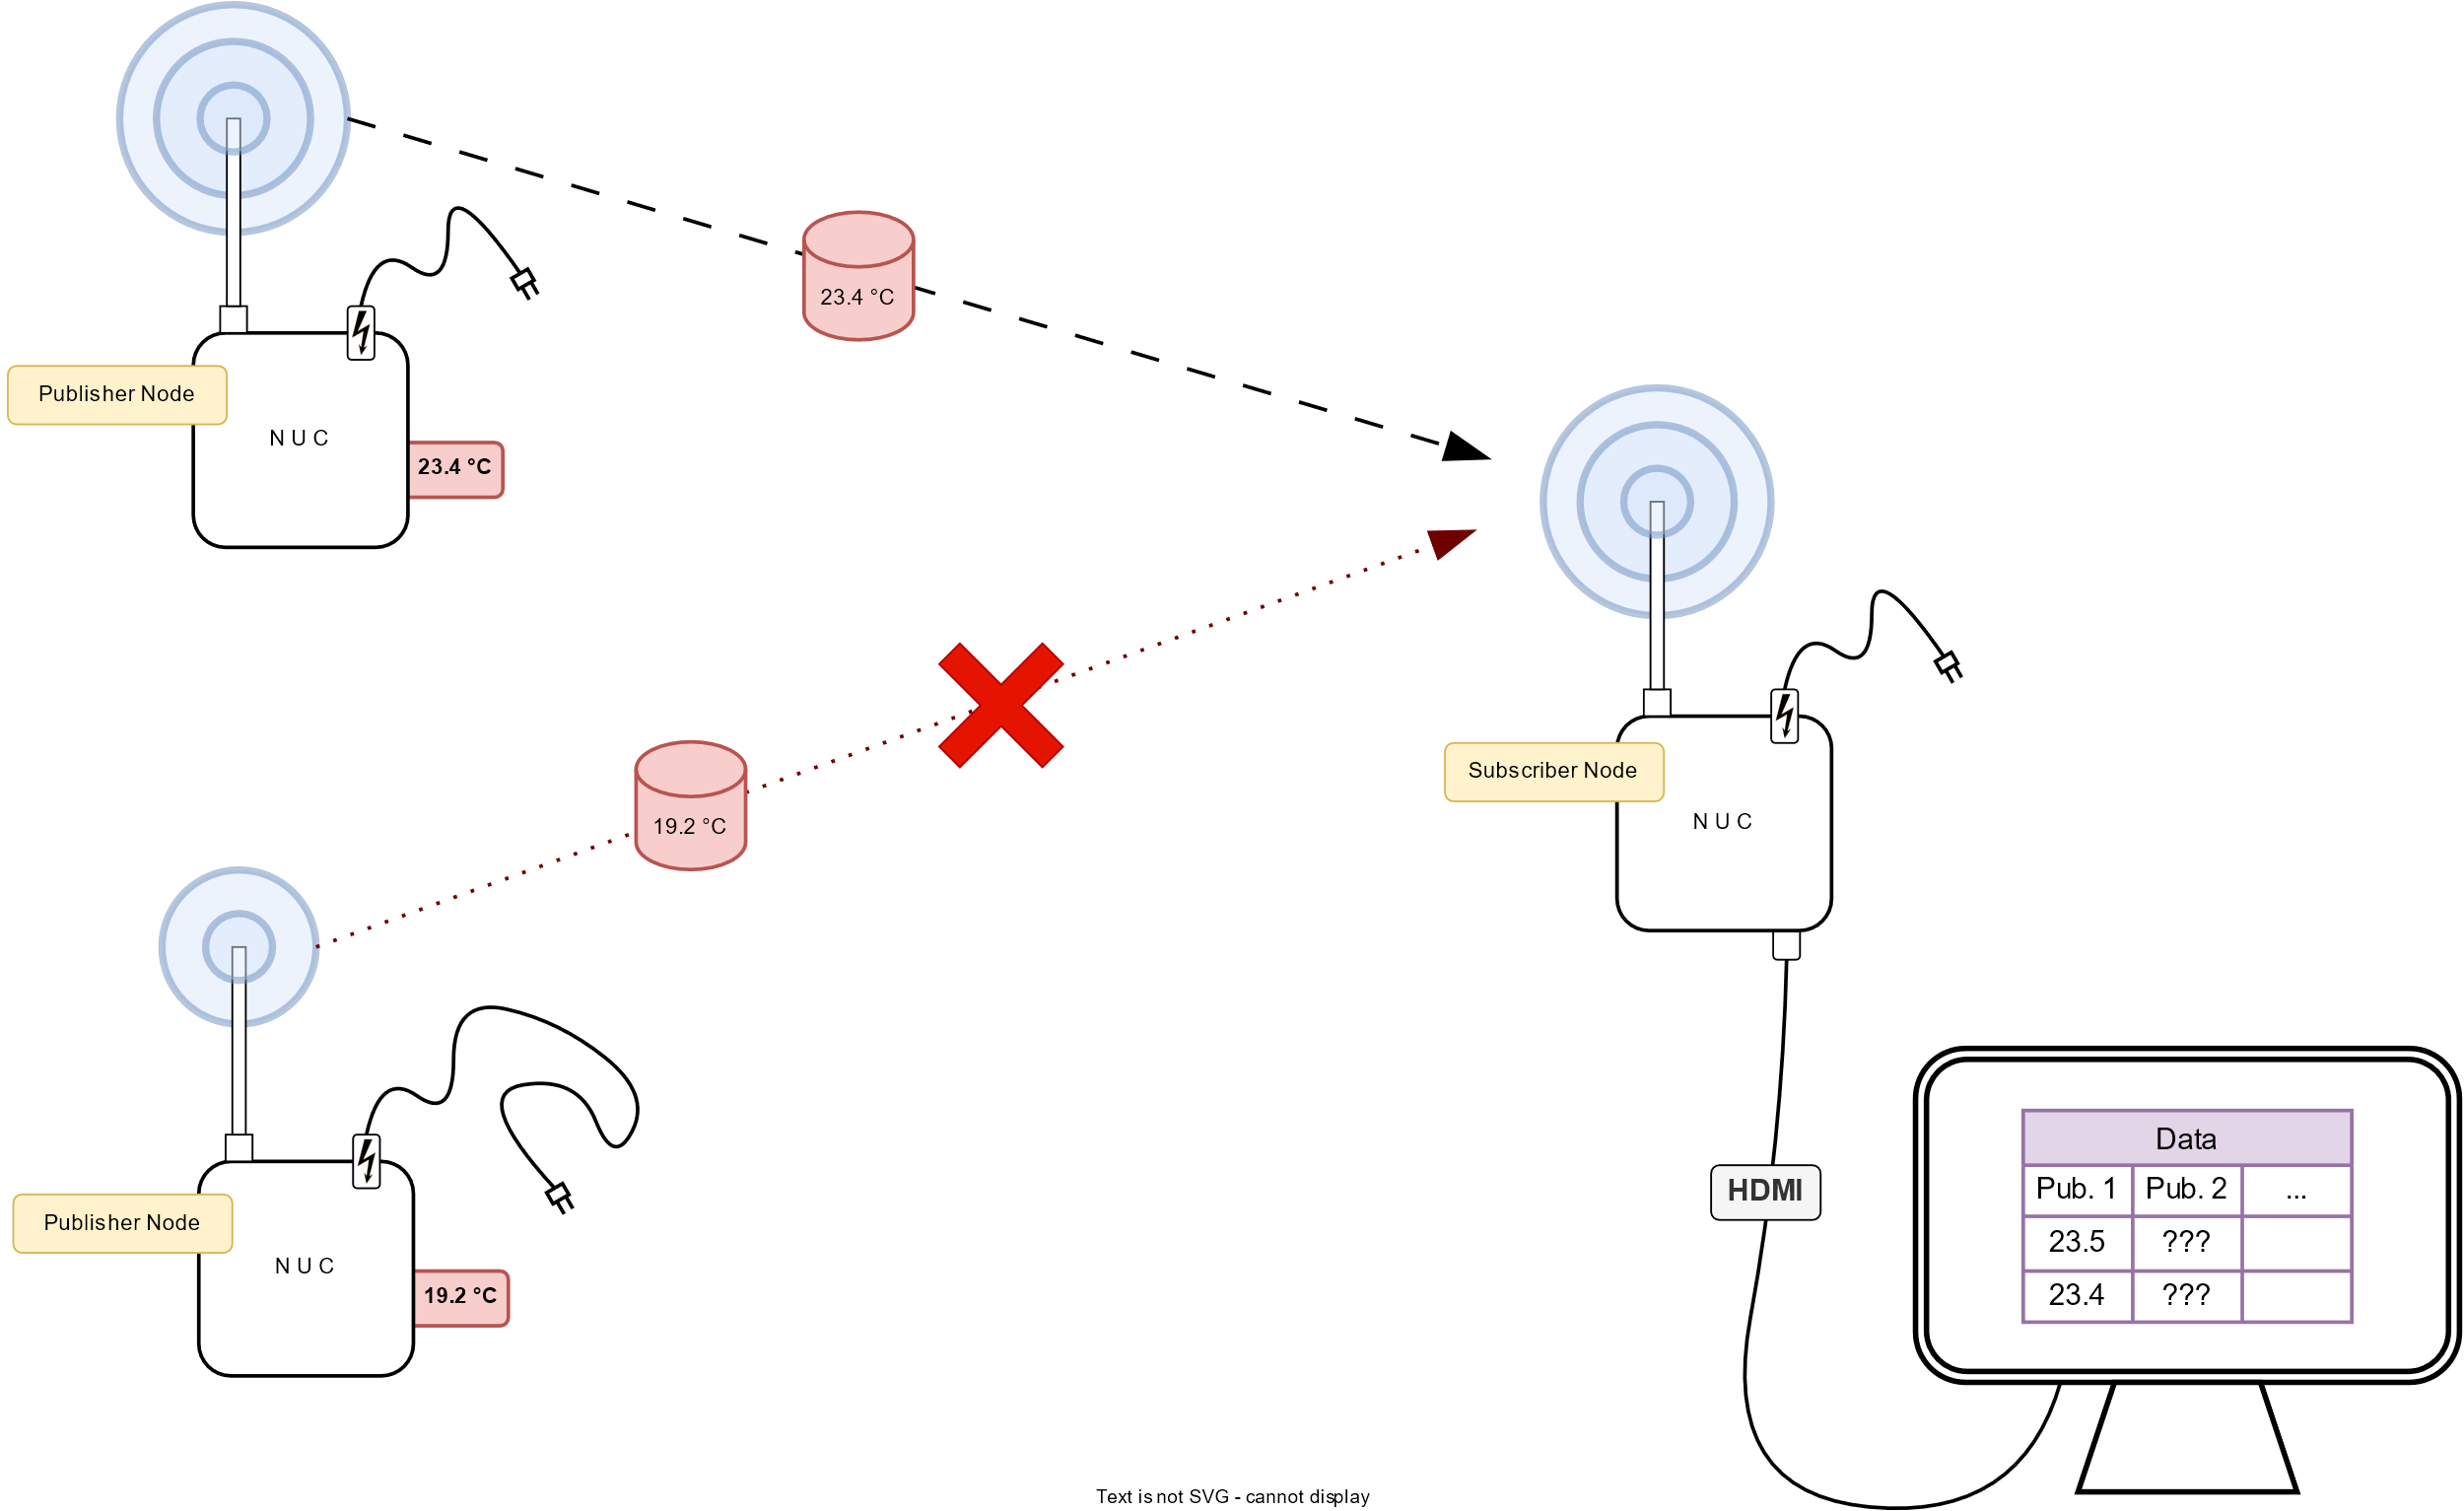 23.4 °C
Publisher Node
N U C
23.4 °C
Subscriber Node
N U C
19.2 °C
Publisher Node
N U C
19.2 °C
HDMI
Data
Pub. 1 Pub. 2 ...
23.5 ???
23.4 ???
Text is not SVG - cannot display